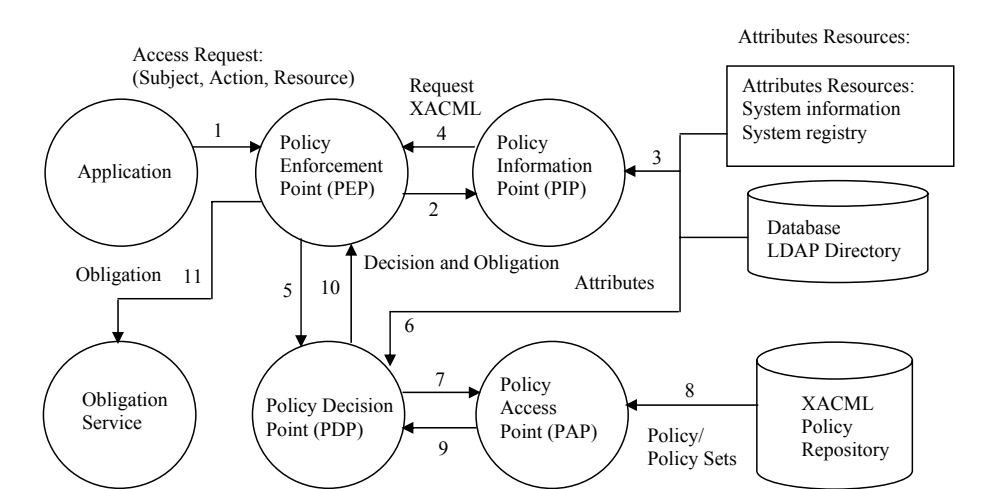 Attributes Resources:
Access Request:
(Subject, Action, Resource)
Request
XACML
Attributes Resources:
System information
System registry
1
4
3
2
Application
Policy
Enforcement
Point (PEP)
Policy
Information
Point (PIP)
Database
LDAP Directory
Obligation
11
5
10
Decision and Obligation
Attributes
6
Obligation
Service
Policy Decision
Point (PDP)
7
9
Policy
Access
Point (PAP)
8
Policy/
Policy Sets
XACML
Policy
Repository